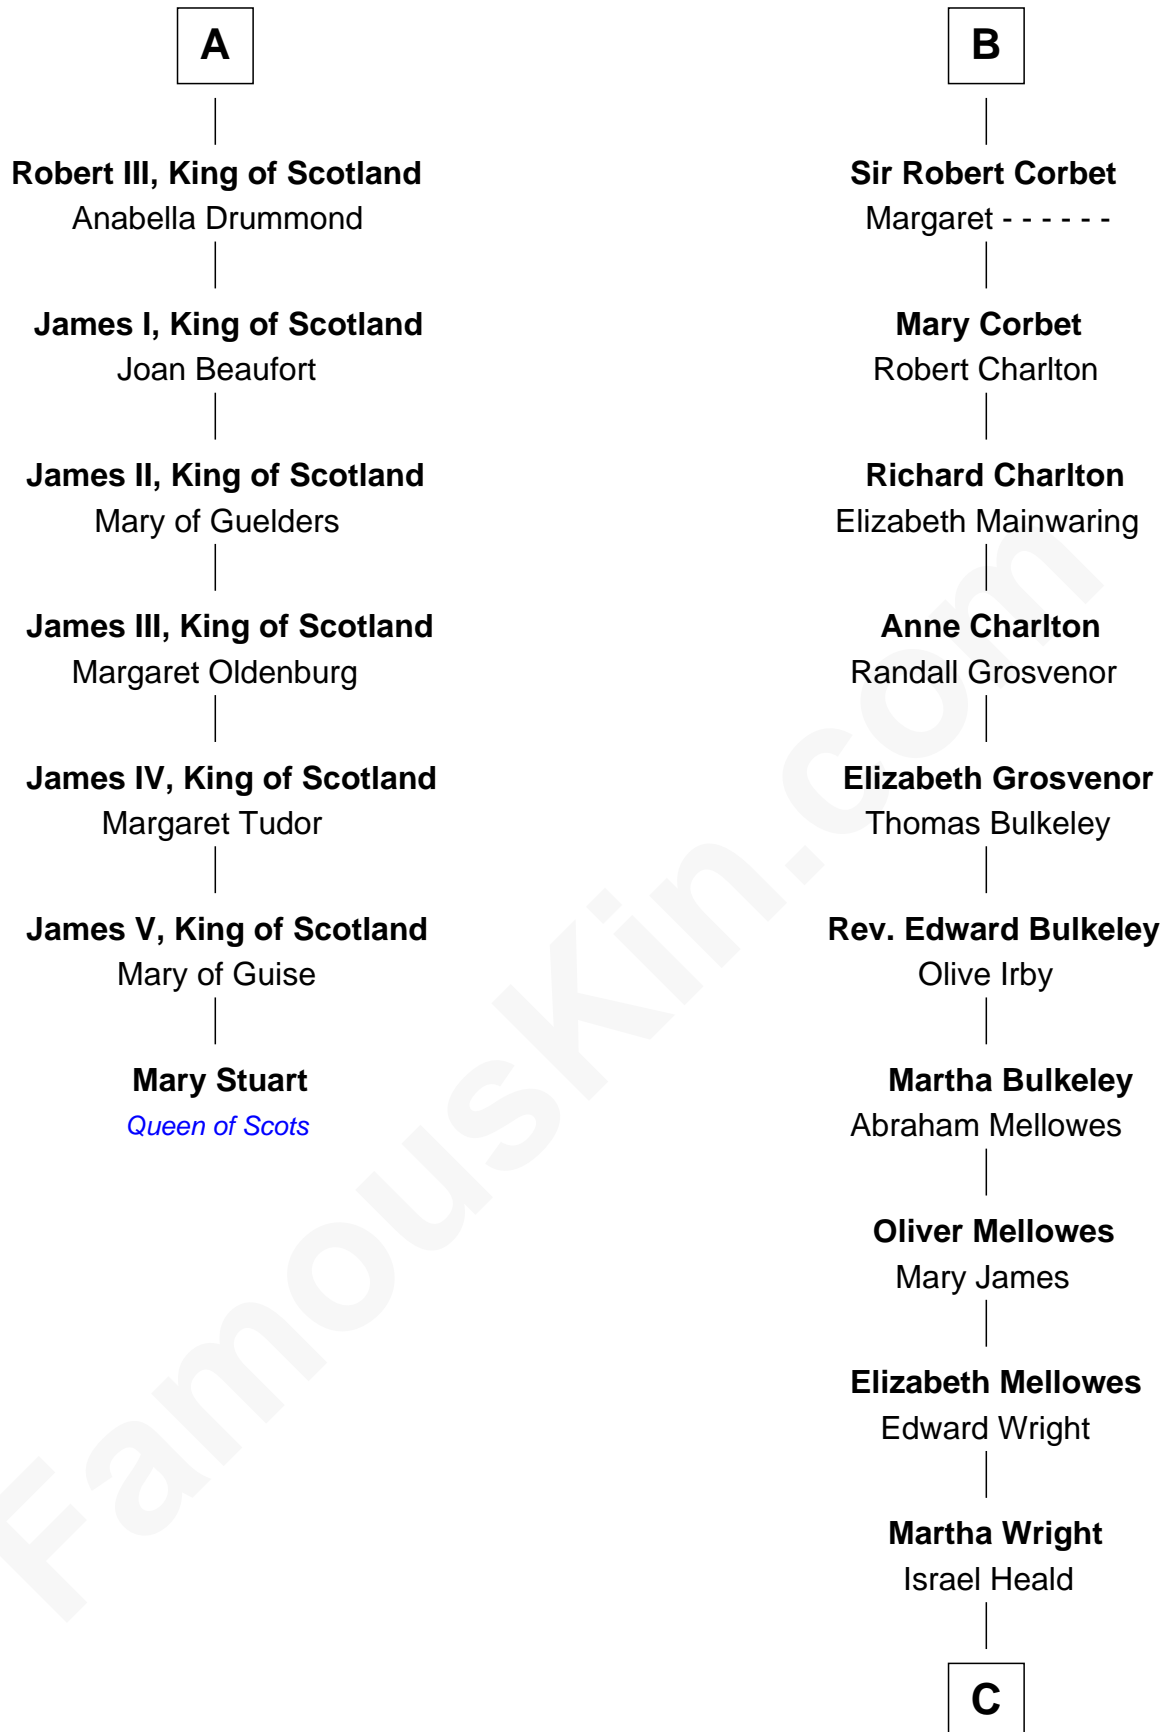 A
Robert III, King of Scotland
Anabella Drummond
James I, King of Scotland
Joan Beaufort
James II, King of Scotland
Mary of Guelders
James III, King of Scotland
Margaret Oldenburg
James IV, King of Scotland
Margaret Tudor
James V, King of Scotland
Mary of Guise
Mary Stuart
Queen of Scots
B
Sir Robert Corbet
Margaret - - - - - -
Mary Corbet
Robert Charlton
Richard Charlton
Elizabeth Mainwaring
Anne Charlton
Randall Grosvenor
Elizabeth Grosvenor
Thomas Bulkeley
Rev. Edward Bulkeley
Olive Irby
Martha Bulkeley
Abraham Mellowes
Oliver Mellowes
Mary James
Elizabeth Mellowes
Edward Wright
Martha Wright
Israel Heald
C
FamousKin.com